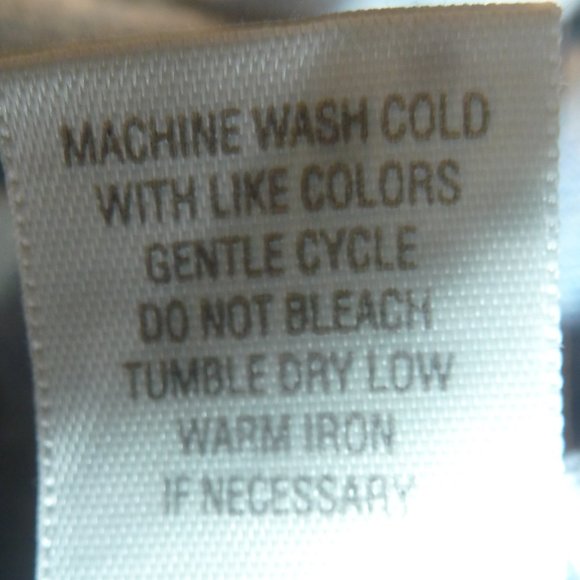 MACHINE WASH COLD
WITH LIKE COLORS
GENTLE CYCLE
DO NOT BLEACH
TUMBLE DRY LOW
WARM IRON
IF NECESSARY